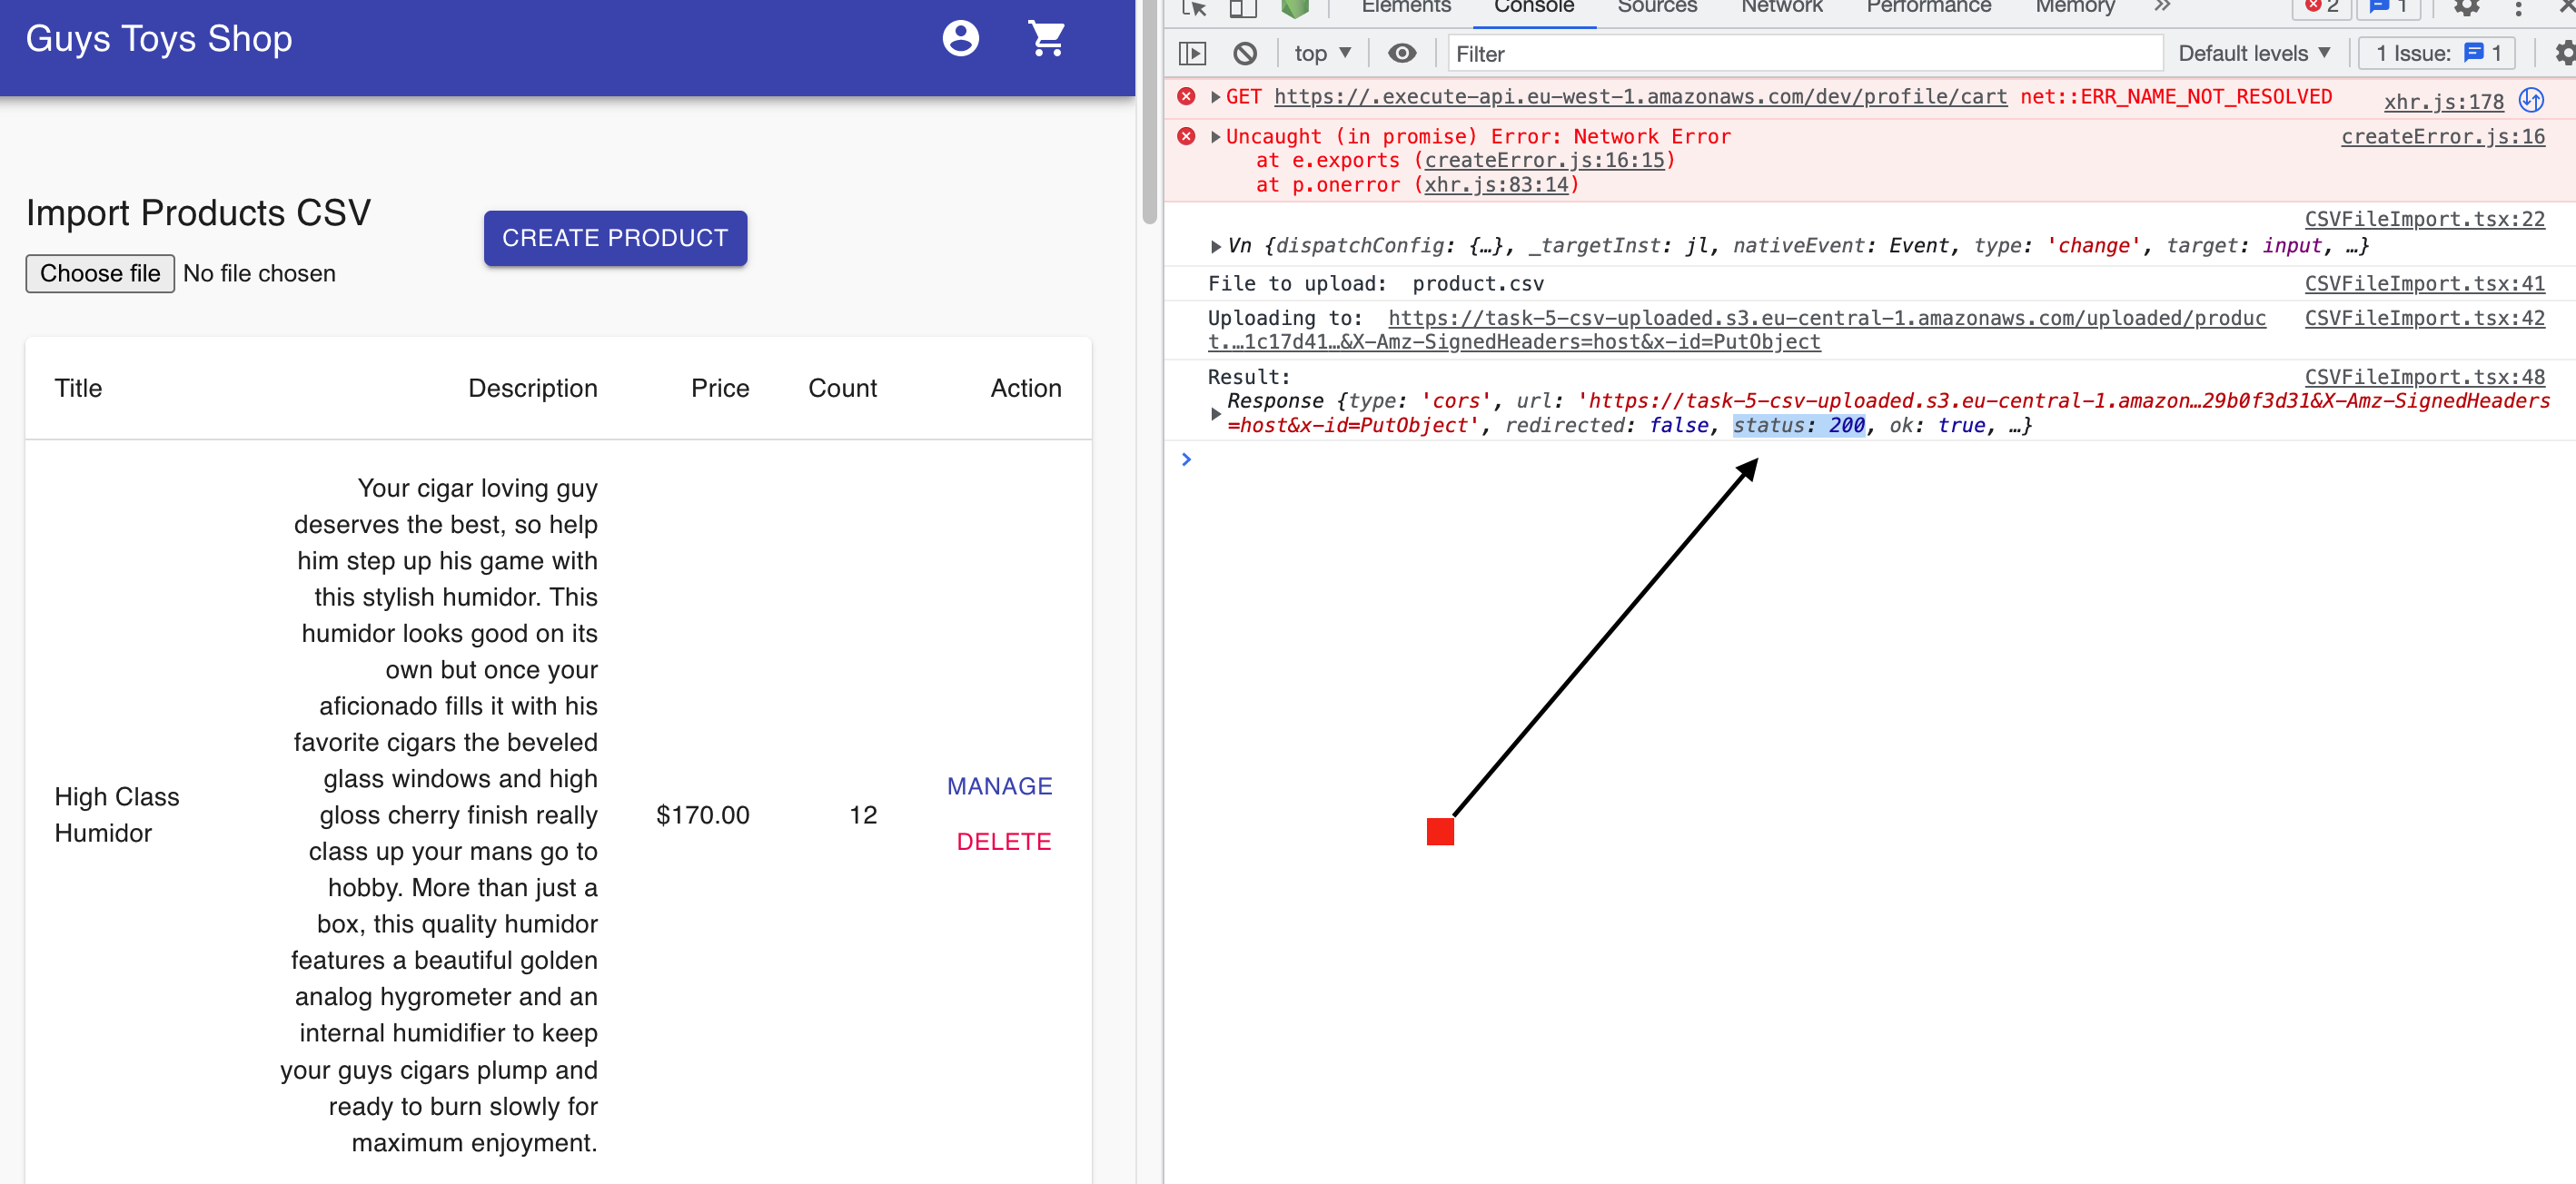 Guys Toys Shop
Import Products CSV
CREATE PRODUCT
Choose file No file chosen
Title Description Price Count Action
High Class
Humidor
Your cigar loving guy
deserves the best, so help
him step up his game with
this stylish humidor. This
humidor looks good on its
own but once your
aficionado fills it with his
favorite cigars the beveled
glass windows and high
gloss cherry finish really
class up your mans go to
hobby. More than just a
box, this quality humidor
features a beautiful golden
analog hygrometer and an
internal humidifier to keep
your guys cigars plump and
ready to burn slowly for
maximum enjoyment.
$170.00
12
MANAGE
DELETE
Elements Console Sources Network Performance Memory » 2 1
top ▼ Filter Default levels ▼ 1 Issue: 1
GET https://.execute-api.eu-west-1.amazonaws.com/dev/profile/cart net::ERR_NAME_NOT_RESOLVED xhr.js:178
Uncaught (in promise) Error: Network Error createError.js:16
at e.exports (createError.js:16:15)
at p.onerror (xhr.js:83:14)
CSVFileImport.tsx:22
Vn {dispatchConfig: {…}, _targetInst: jl, nativeEvent: Event, type: 'change', target: input, …}
File to upload: product.csv CSVFileImport.tsx:41
Uploading to: https://task-5-csv-uploaded.s3.eu-central-1.amazonaws.com/uploaded/produc CSVFileImport.tsx:42
t.…1c17d41…&X-Amz-SignedHeaders=host&x-id=PutObject
Result: CSVFileImport.tsx:48
Response {type: 'cors', url: 'https://task-5-csv-uploaded.s3.eu-central-1.amazon…29b0f3d31&X-Amz-SignedHeaders
=host&x-id=PutObject', redirected: false, status: 200, ok: true, …}